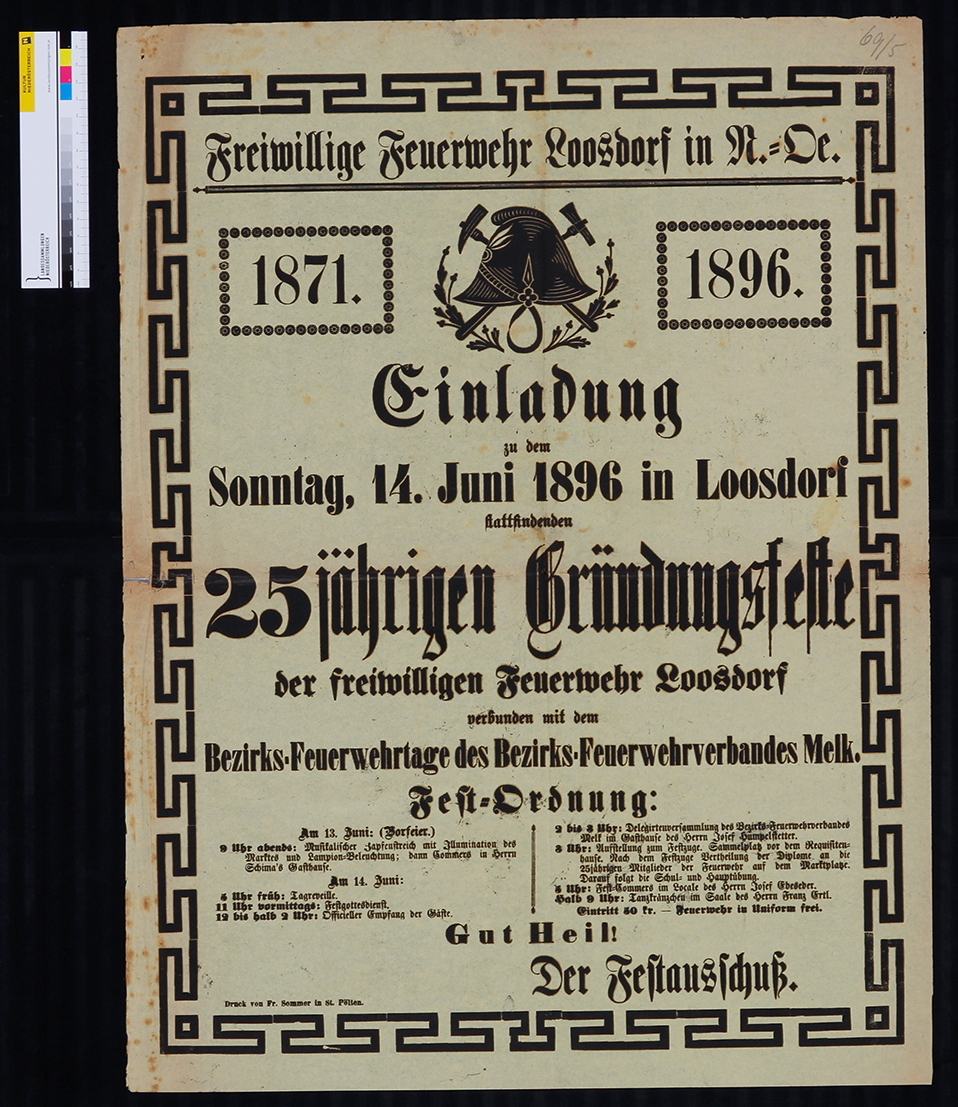 69/5
KULTUR
NIEDERÖSTERREICH
LANDESSAMMLUNGEN
NIEDERÖSTERREICH
Freiwillige Feuerwehr Loosdorf in N.=Oe.
1871.
1896.
Einladung
zu dem
Sonntag, 14. Juni 1896 in Loosdorf
stattfindenden
25jährigen Gründungsfeste
der freiwilligen Feuerwehr Loosdorf
verbunden mit dem
Bezirks-Feuerwehrtage des Bezirks-Feuerwehrverbandes Melk.
Fest=Ordnung:
Am 13. Juni: (Vorfeier.)
9 Uhr abends: Musikalischer Zapfenstreich mit Illumination des
Marktes und Lampion=Beleuchtung; dann Commers in Herrn
Schima's Gasthause.
Am 14. Juni:
5 Uhr früh: Tagreveille.
11 Uhr vormittags: Festgottesdienst.
12 bis halb 2 Uhr: Officieller Empfang der Gäste.
2 bis 3 Uhr: Delegirtenversammlung des Bezirks=Feuerwehrverbandes
Melk im Gasthause des Herrn Josef Humpelstetter.
3 Uhr: Aufstellung zum Festzuge. Sammelplatz vor dem Requisiten=
hause. Nach dem Festzuge Vertheilung der Diplome an die
25jährigen Mitglieder der Feuerwehr auf dem Marktplatze.
Darauf folgt die Schul= und Hauptübung.
5 Uhr: Fest=Commers im Locale des Herrn Josef Ebeseder.
Halb 9 Uhr: Tanzkränzchen im Saale des Herrn Franz Ertl.
Eintritt 50 kr. — Feuerwehr in Uniform frei.
Gut Heil!
Der Festausschuß.
Druck von Fr. Sommer in St. Pölten.